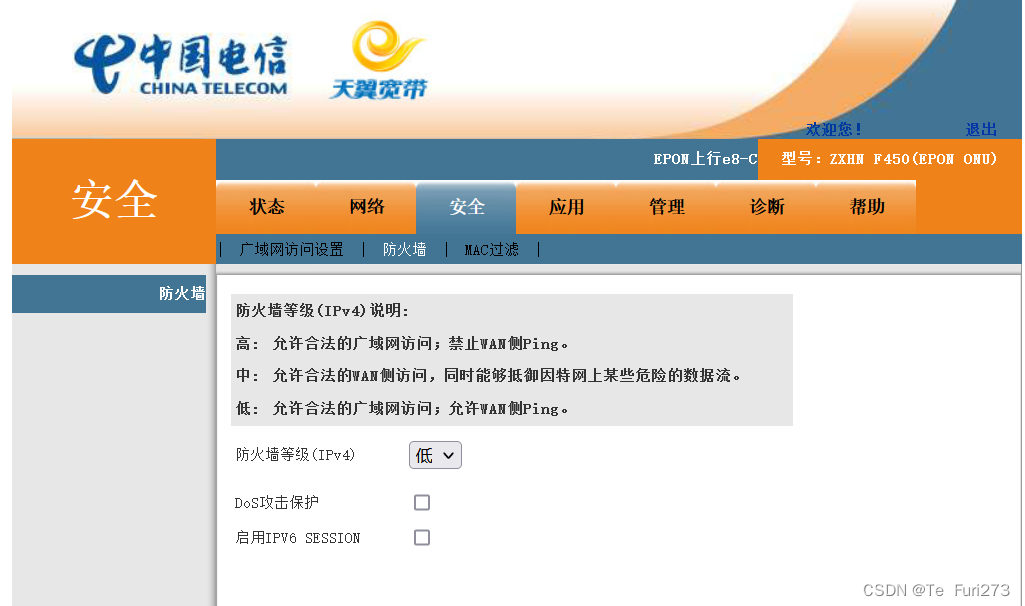 中国电信
CHINA TELECOM
天翼宽带
欢迎您! 退出
EPON上行e8-C 型号: ZXHN F450(EPON ONU)
安全
状态 网络 安全 应用 管理 诊断 帮助
| 广域网访问设置 | 防火墙 | MAC过滤 |
防火墙
防火墙等级(IPv4)说明:
高: 允许合法的广域网访问;禁止WAN侧Ping。
中: 允许合法的WAN侧访问,同时能够抵御因特网上某些危险的数据流。
低: 允许合法的广域网访问;允许WAN侧Ping。
防火墙等级(IPv4) 低
DoS攻击保护
启用IPV6 SESSION
CSDN @Te_Furi273